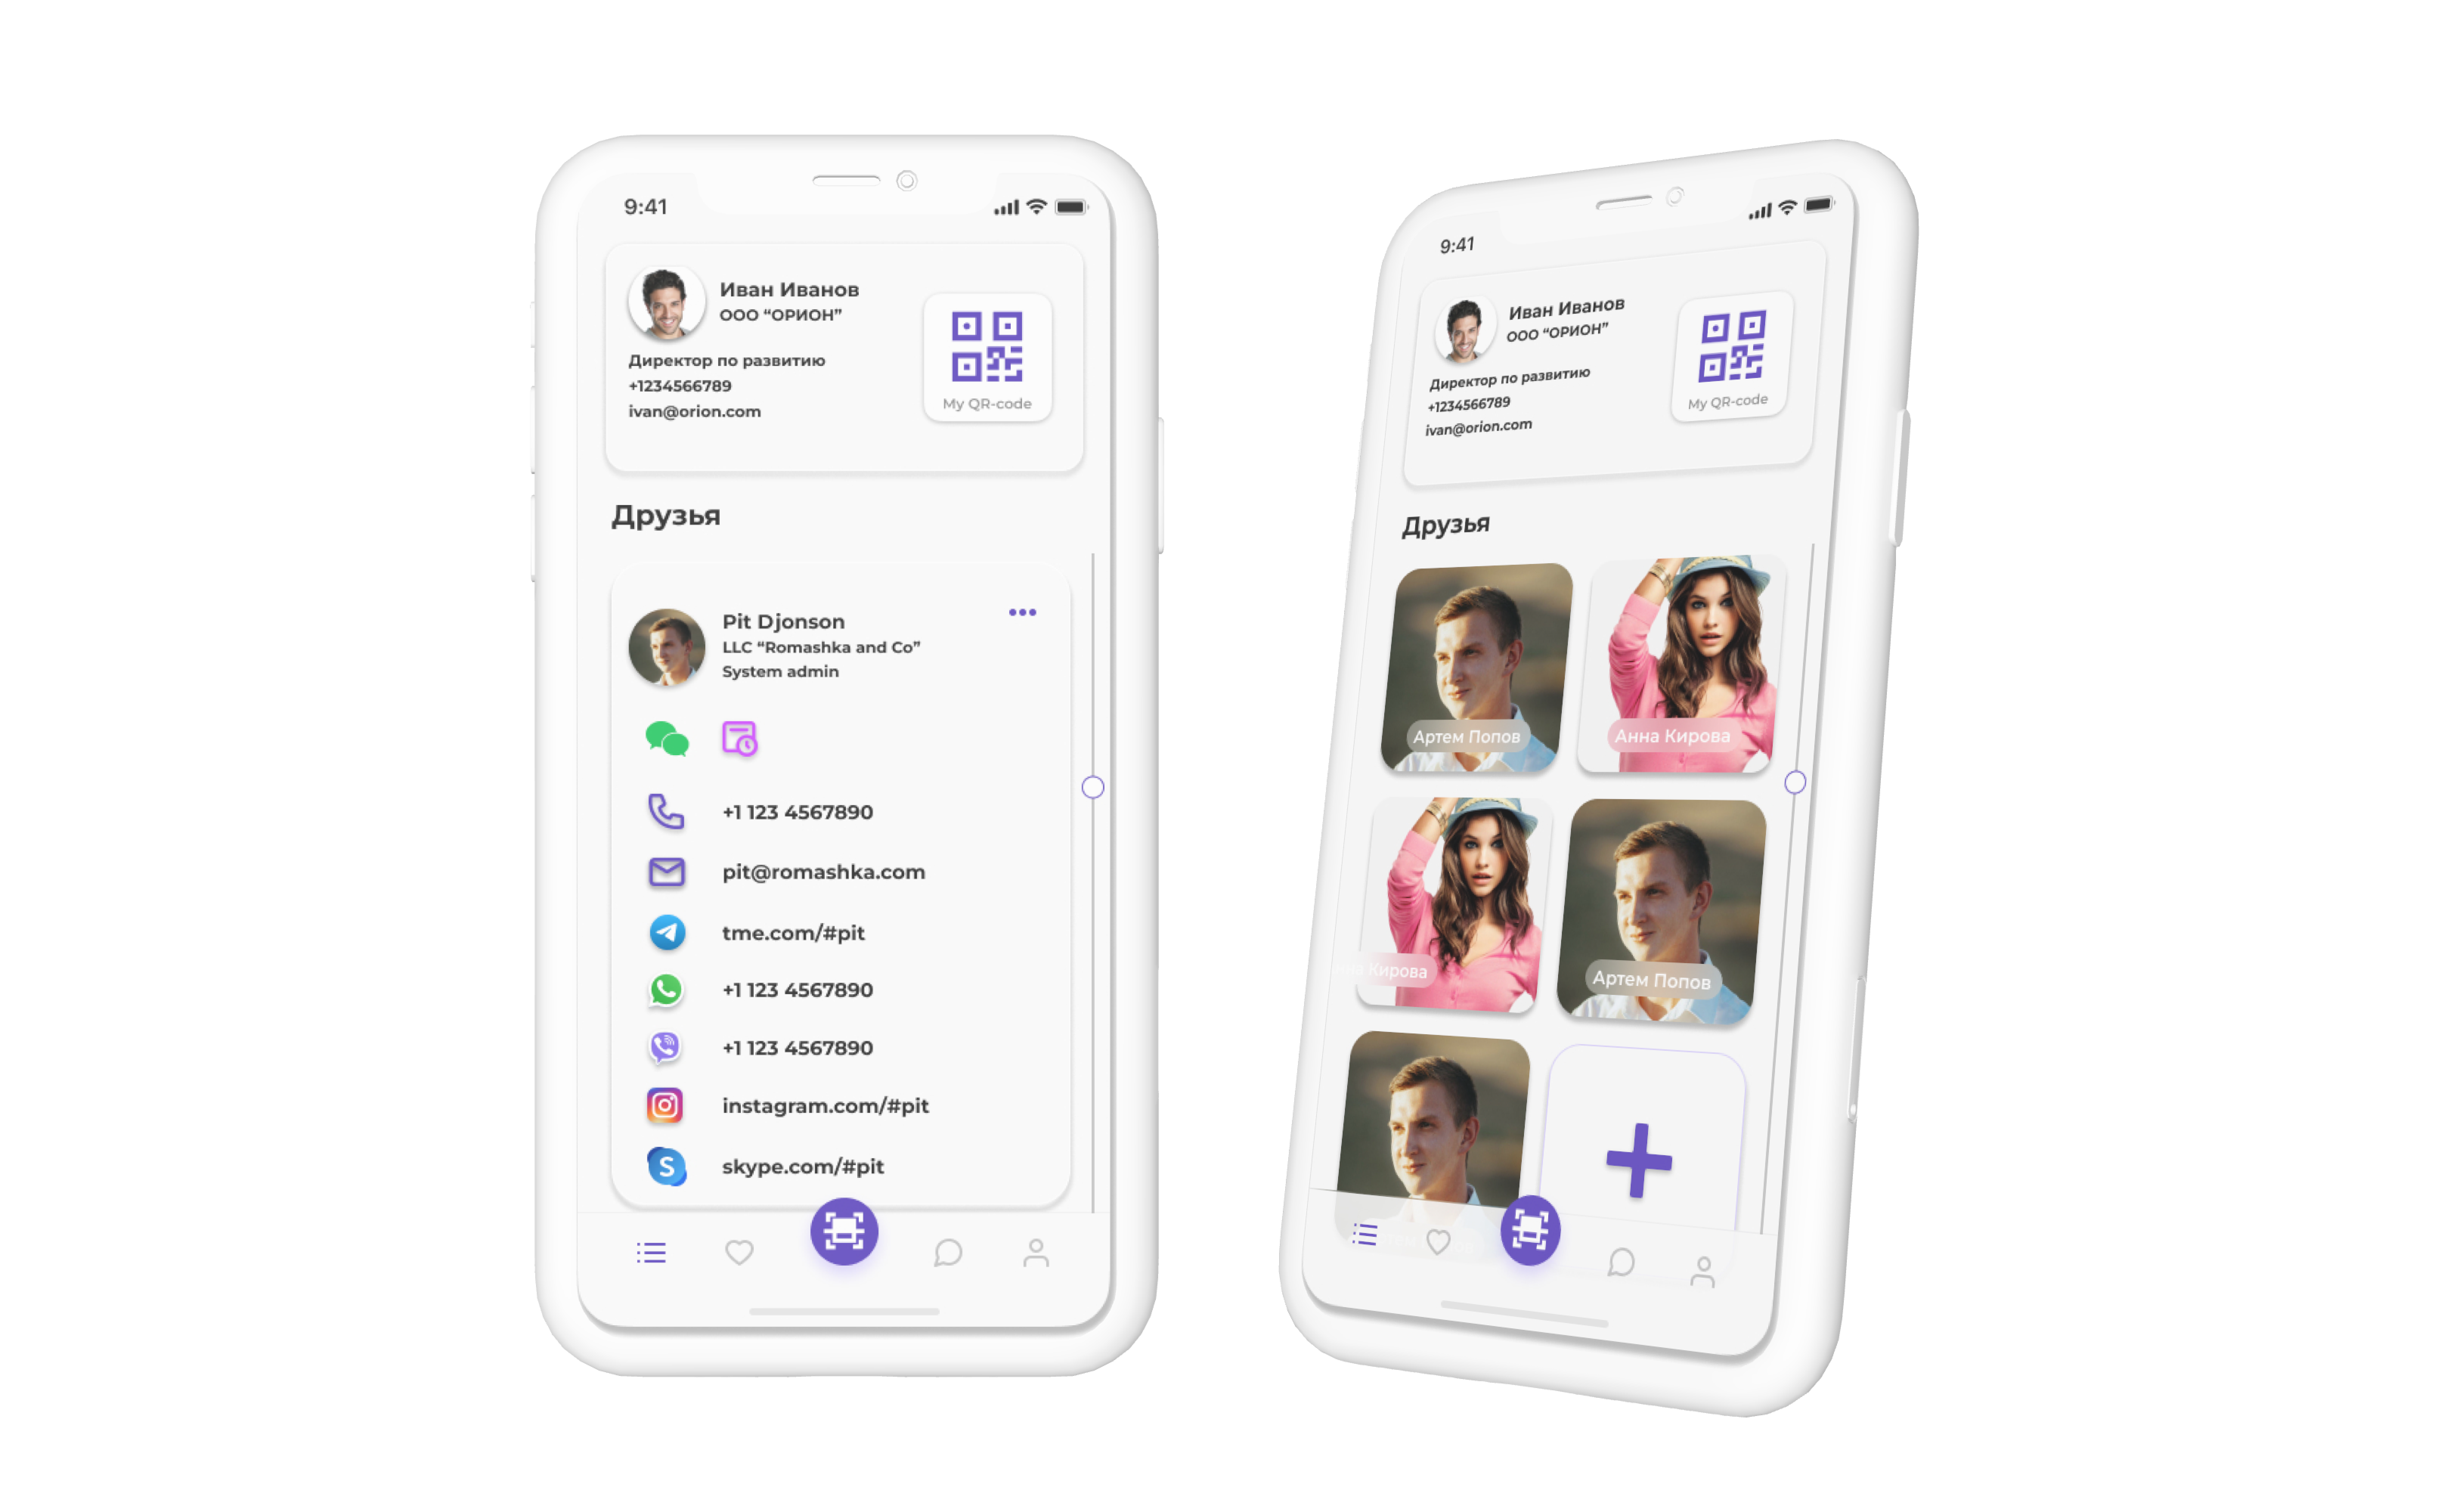 9:41
Иван Иванов
ООО “ОРИОН”
Директор по развитию
+1234566789
ivan@orion.com
My QR-code
Друзья
Pit Djonson
LLC “Romashka and Co”
System admin
+1 123 4567890
pit@romashka.com
tme.com/#pit
+1 123 4567890
+1 123 4567890
instagram.com/#pit
S
skype.com/#pit
9:41
Иван Иванов
ООО “ОРИОН”
Директор по развитию
+1234566789
ivan@orion.com
My QR-code
Друзья
Артем Попов
Анна Кирова
Кирова
Артем Попов